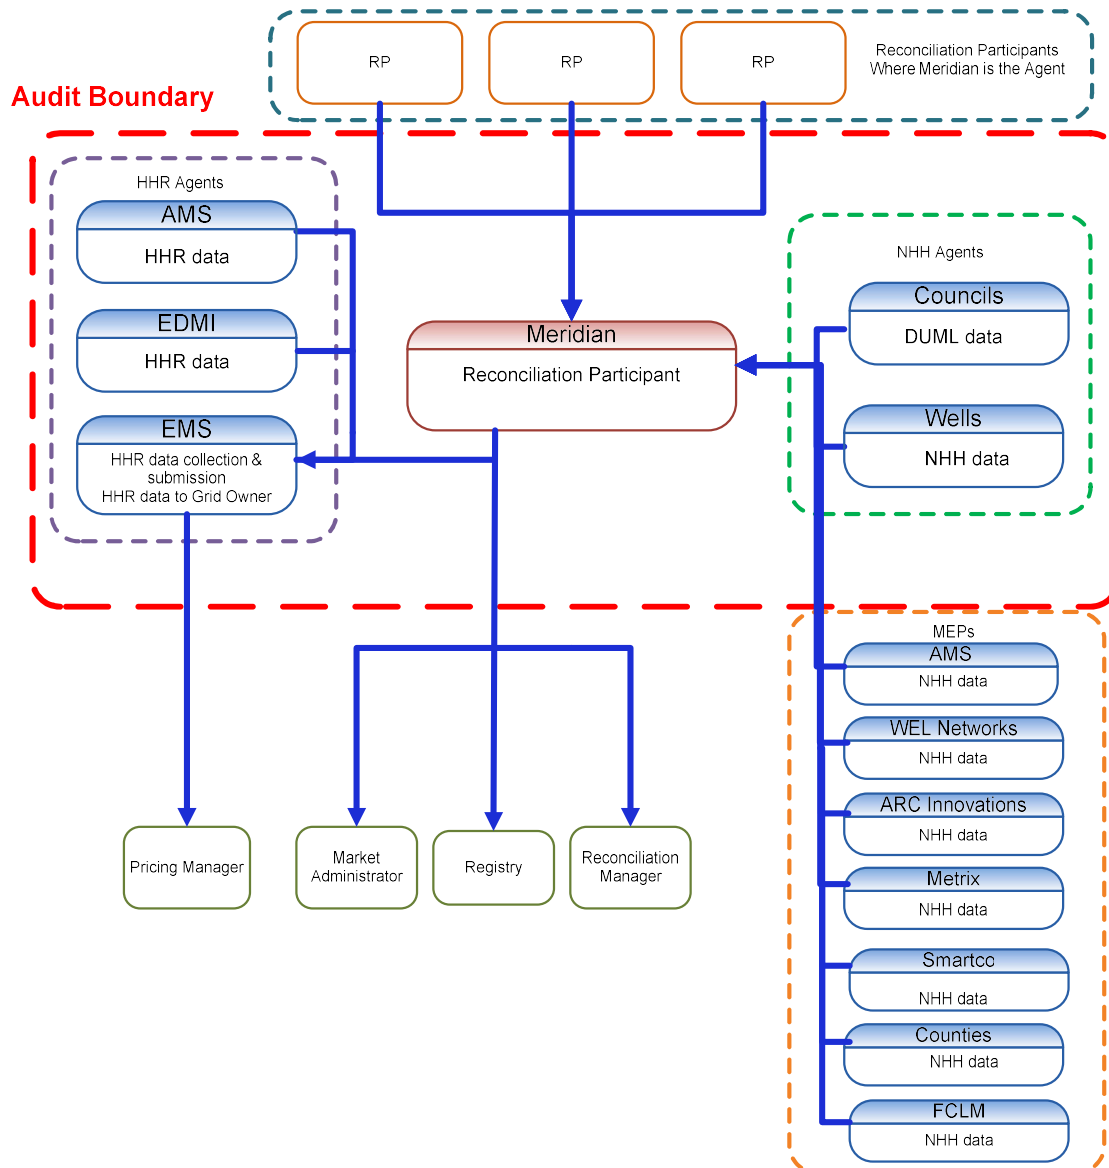 RP
RP
RP
Reconciliation Participants
Where Meridian is the Agent
Audit Boundary
HHR Agents
AMS
HHR data
EDMI
HHR data
EMS
HHR data collection &
submission
HHR data to Grid Owner
Meridian
Reconciliation Participant
NHH Agents
Councils
DUML data
Wells
NHH data
MEPs
AMS
NHH data
WEL Networks
NHH data
ARC Innovations
NHH data
Metrix
NHH data
Smartco
NHH data
Counties
NHH data
FCLM
NHH data
Pricing Manager
Market
Administrator
Registry
Reconciliation
Manager